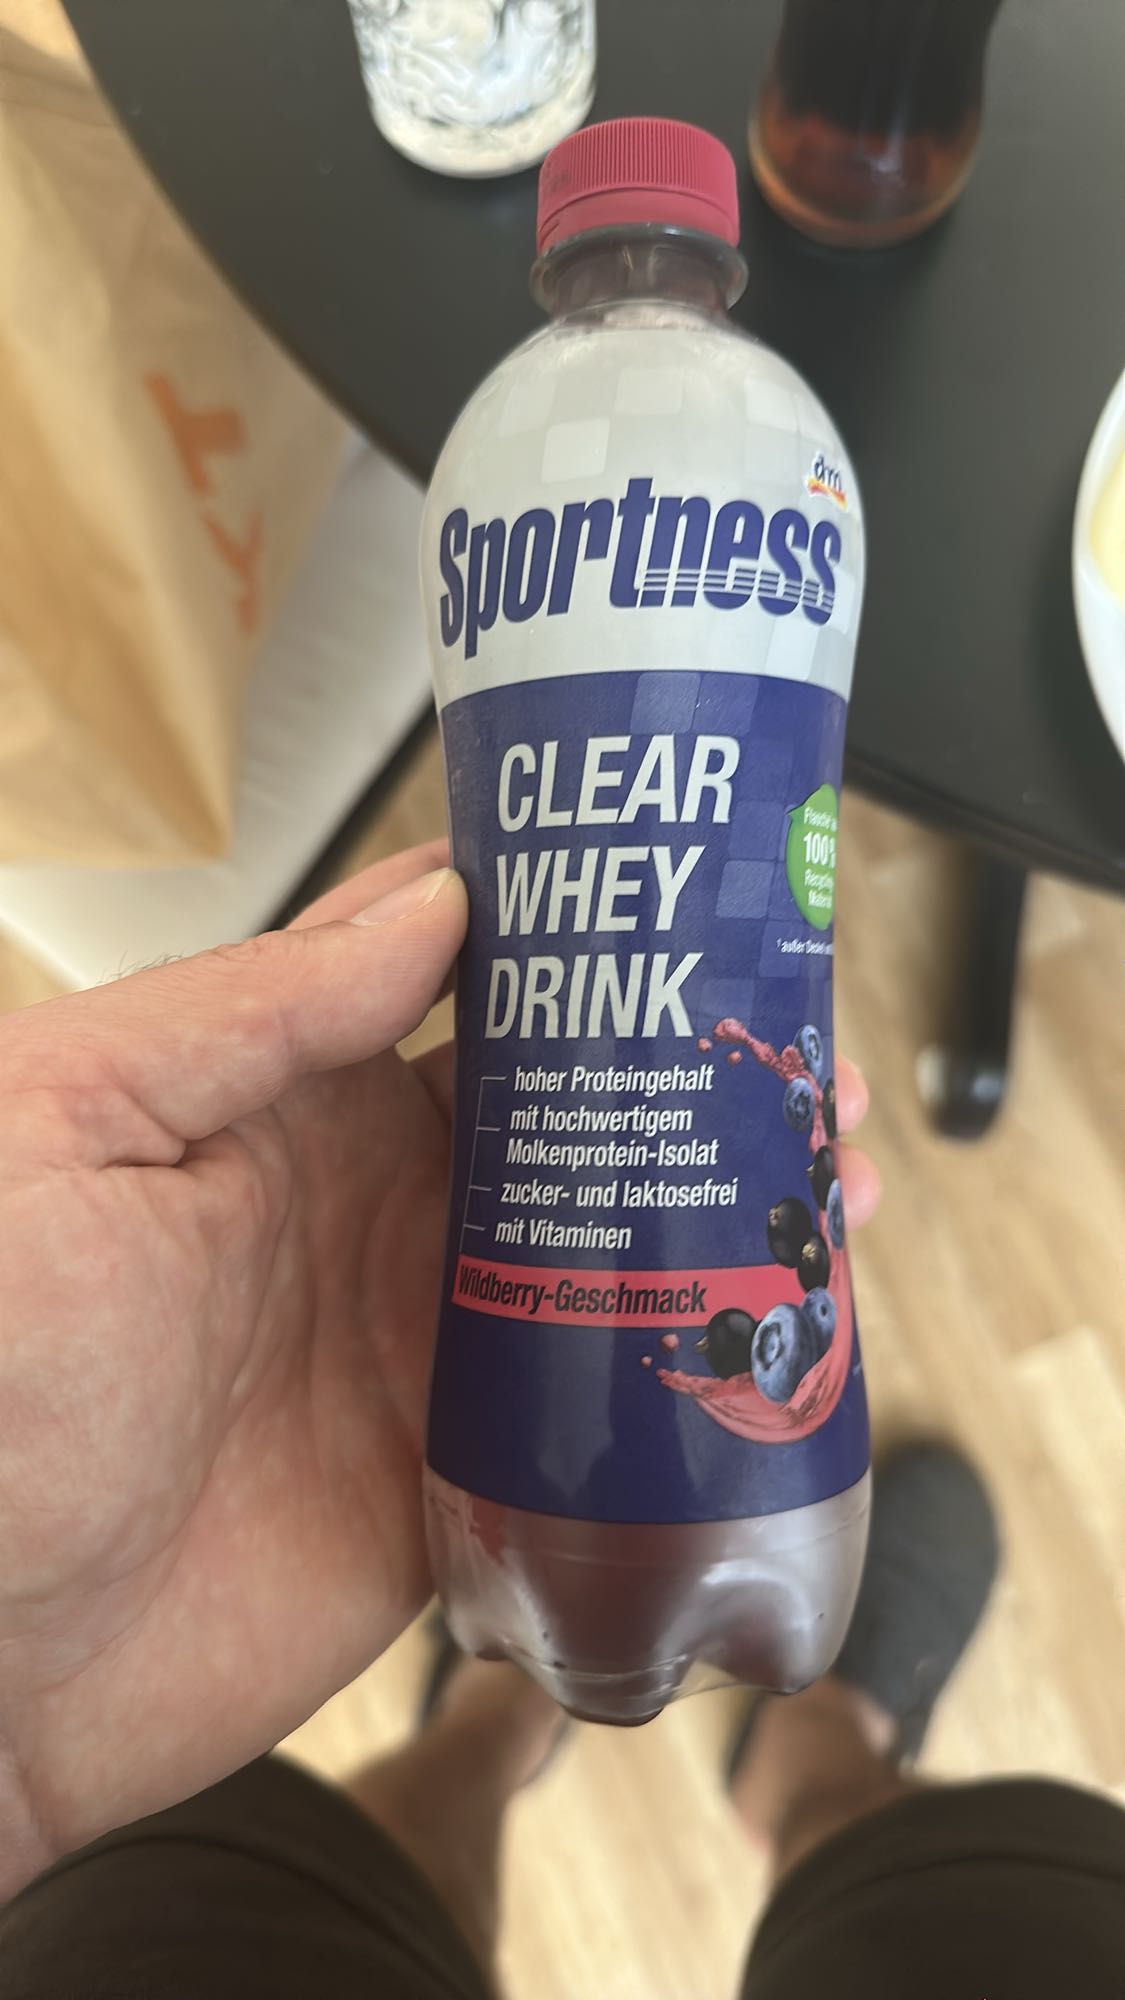 dm
Sportness
CLEAR
WHEY
DRINK
100%
hoher Proteingehalt
mit hochwertigem
Molkenprotein-Isolat
zucker- und laktosefrei
mit Vitaminen
Wildberry-Geschmack